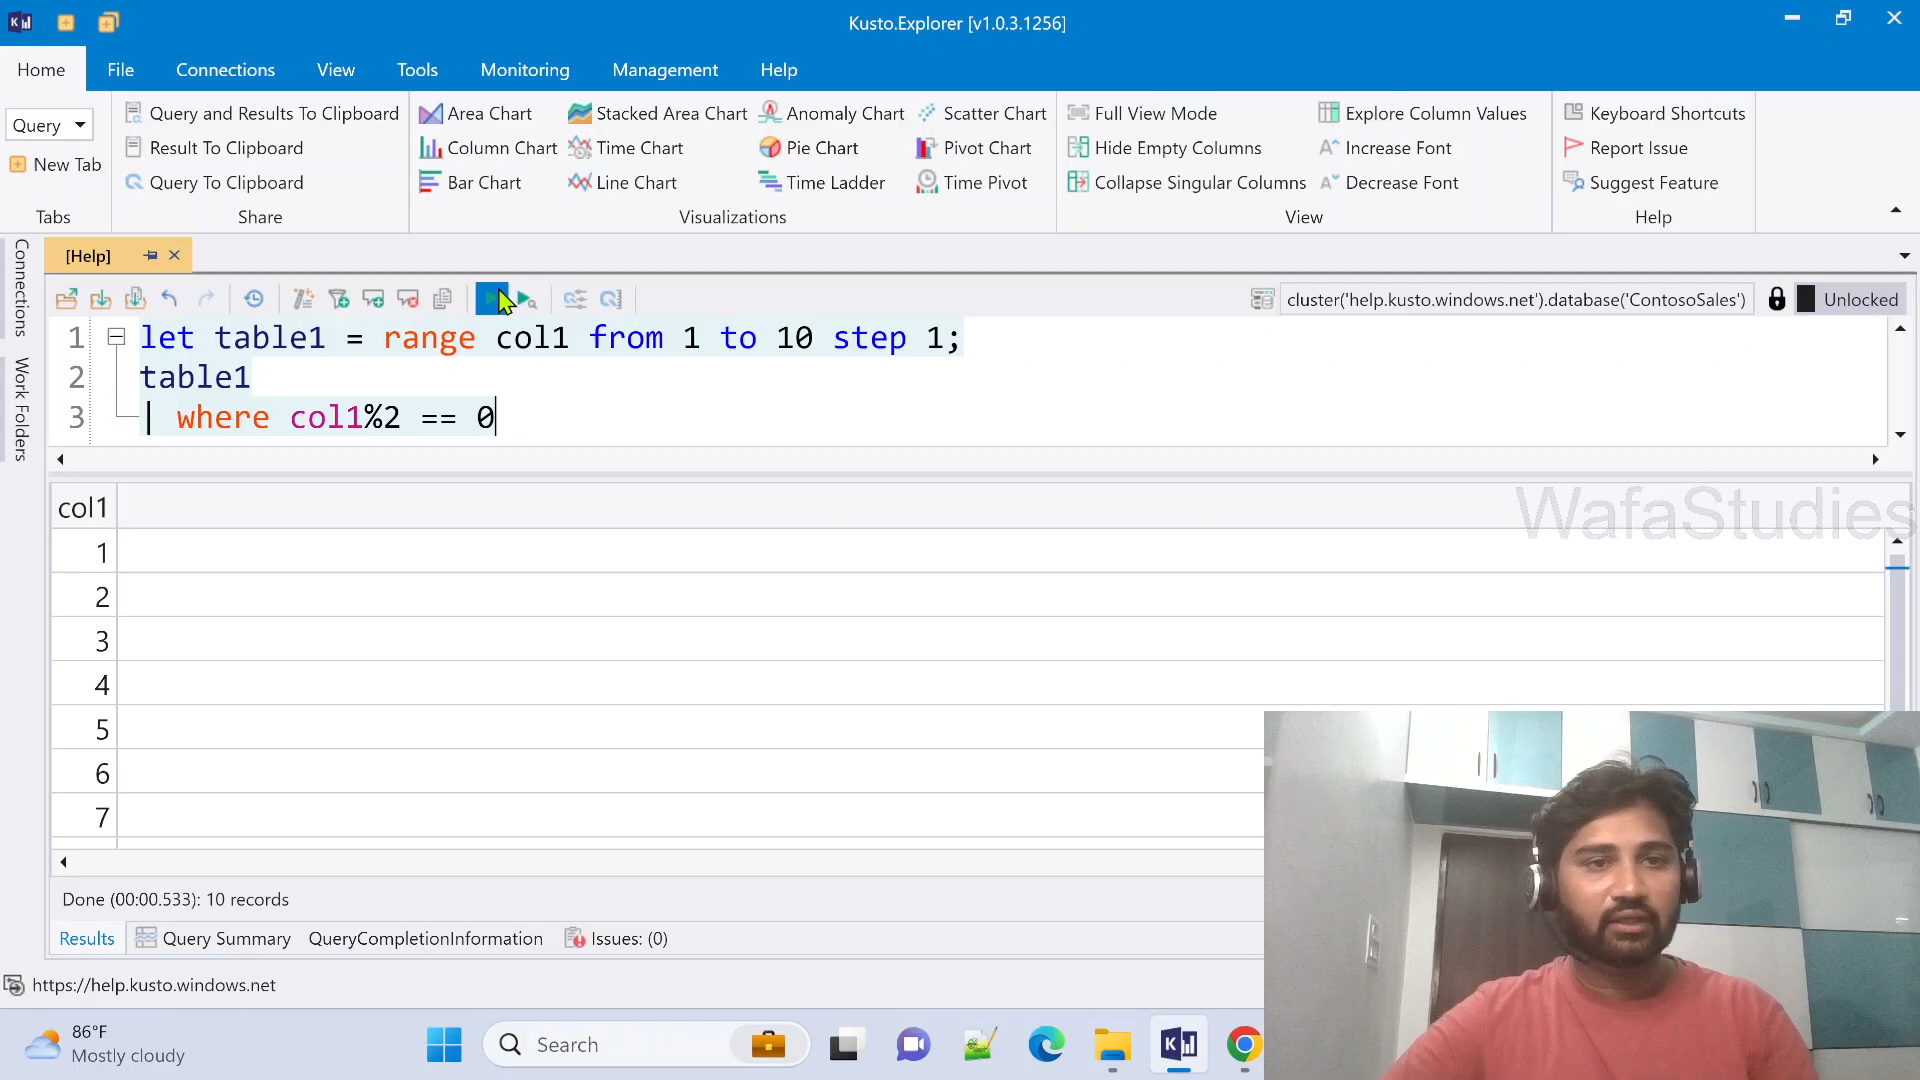 Kusto.Explorer [v1.0.3.1256]
Home File Connections View Tools Monitoring Management Help
Query
New Tab
Tabs
Query and Results To Clipboard
Result To Clipboard
Query To Clipboard
Share
Area Chart Stacked Area Chart Anomaly Chart Scatter Chart
Column Chart Time Chart Pie Chart Pivot Chart
Bar Chart Line Chart Time Ladder Time Pivot
Visualizations
Full View Mode Explore Column Values
Hide Empty Columns Increase Font
Collapse Singular Columns Decrease Font
View
Keyboard Shortcuts
Report Issue
Suggest Feature
Help
Connections
Work Folders
[Help]
cluster('help.kusto.windows.net').database('ContosoSales') Unlocked
1 let table1 = range col1 from 1 to 10 step 1;
2 table1
3 | where col1%2 == 0
WafaStudies
col1
1
2
3
4
5
6
7
Done (00:00.533): 10 records
Results Query Summary QueryCompletionInformation Issues: (0)
https://help.kusto.windows.net
86°F
Mostly cloudy
Search